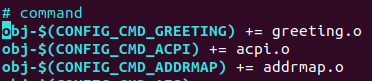 # command
obj-$(CONFIG_CMD_GREETING) += greeting.o
obj-$(CONFIG_CMD_ACPI) += acpi.o
obj-$(CONFIG_CMD_ADDRMAP) += addrmap.o